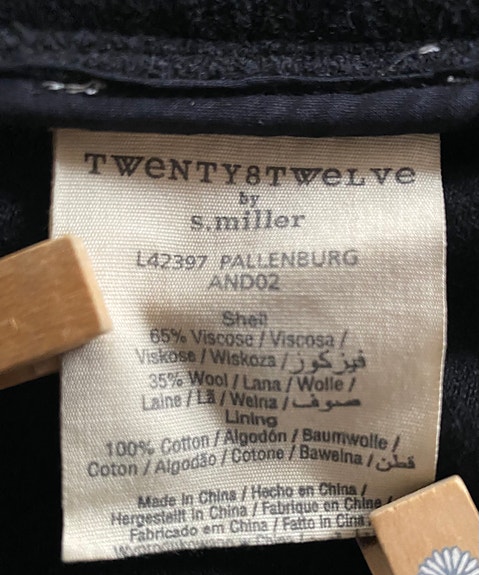 TWENTY8TWELVE
by
s.miller
L42397 PALLENBURG
AND02
Shell
65% Viscose / Viscosa /
Viskose / Wiskoza / فيزكوز
35% Wool / Lana / Wolle /
Laine / Lã / Welna / صوف
Lining
100% Cotton / Algodón / Baumwolle /
Coton / Algodão / Cotone / Bawelna / قطن
Made in China / Hecho en China /
Hergestellt in China / Fabriqué en Chine /
Fabricado em China / Fatto in Cina